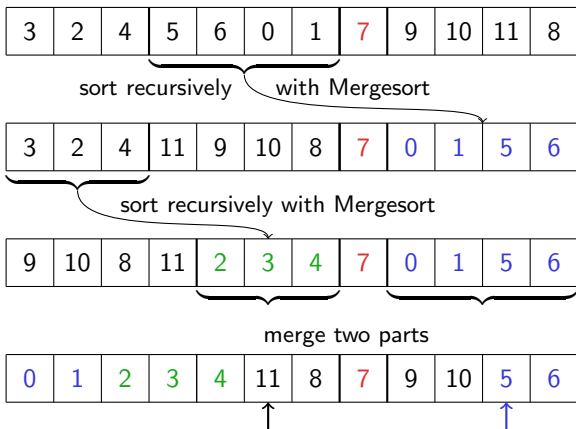 3 2 4 5 6 0 1 7 9 10 11 8
sort recursively with Mergesort
3 2 4 11 9 10 8 7 0 1 5 6
sort recursively with Mergesort
9 10 8 11 2 3 4 7 0 1 5 6
merge two parts
0 1 2 3 4 11 8 7 9 10 5 6